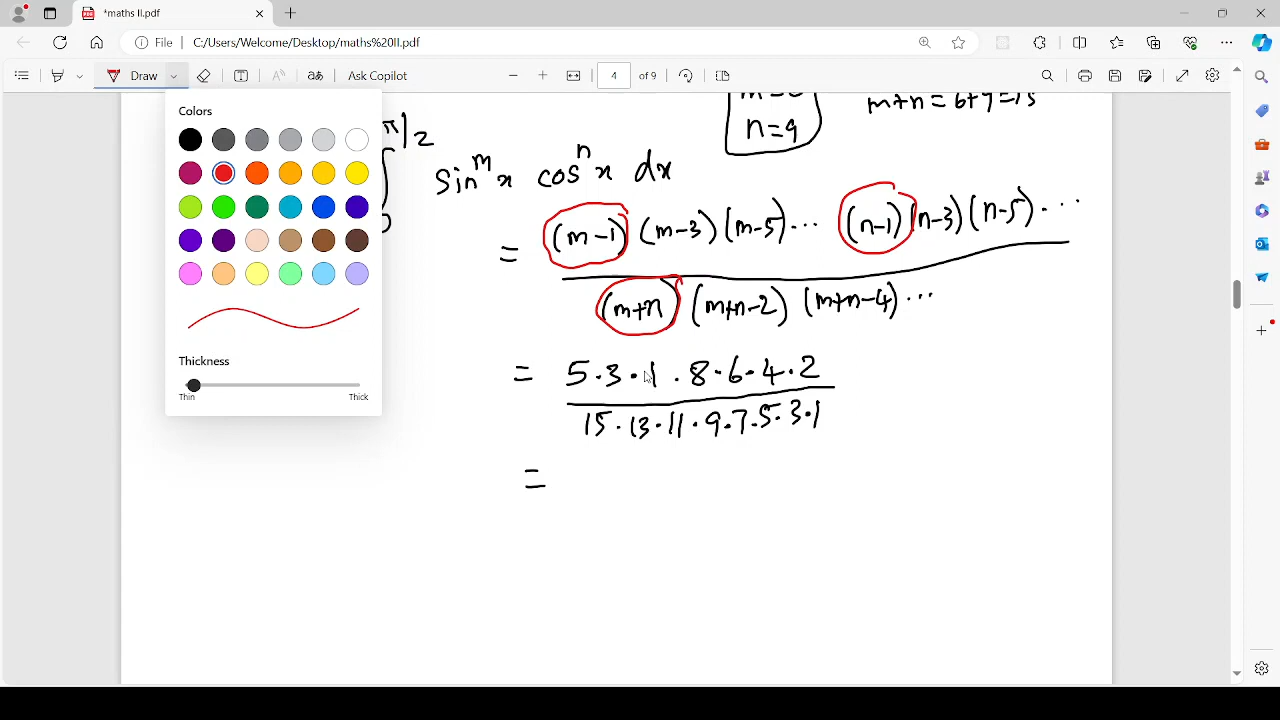 *maths II.pdf
File C:/Users/Welcome/Desktop/maths%20II.pdf
Draw Ask Copilot 4 of 9
Colors
Thickness
Thin Thick
m+n = 6+9 = 15
n=9
π/2
∫ sin^m x cos^n x dx
0
= (m-1) (m-3) (m-5) ... (n-1) (n-3) (n-5) ...
(m+n) (m+n-2) (m+n-4) ...
= 5·3·1·8·6·4·2
15·13·11·9·7·5·3·1
=